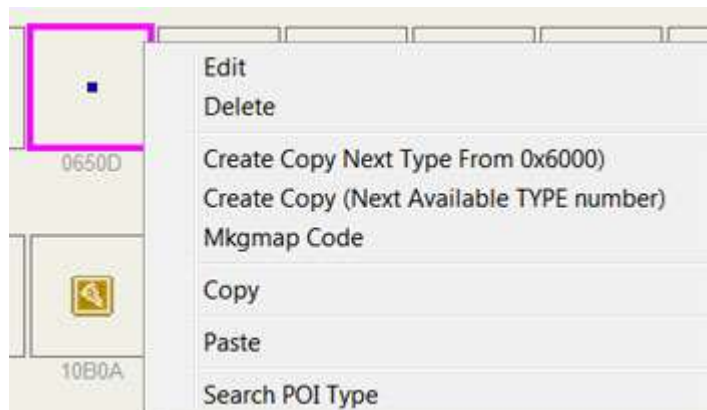 Edit
Delete
0650D
Create Copy Next Type From 0x6000)
Create Copy (Next Available TYPE number)
Mkgmap Code
Copy
Paste
10B0A
Search POI Type